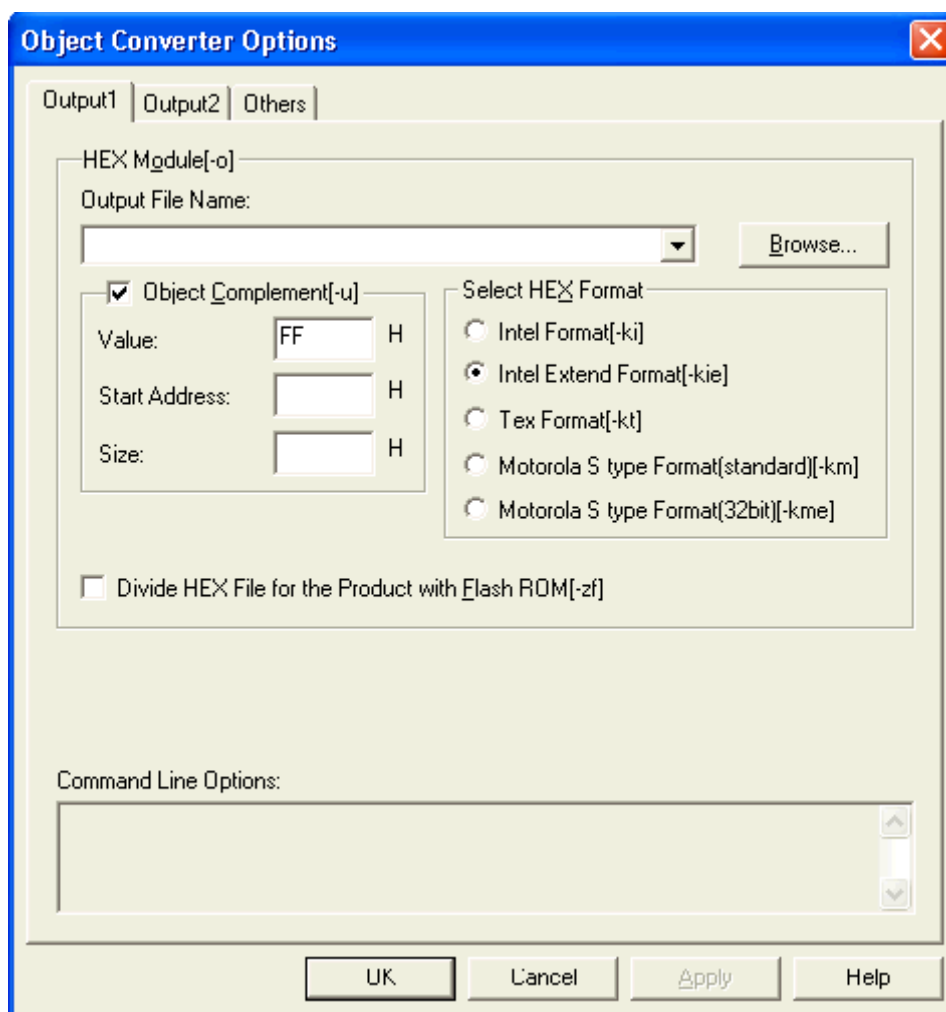 Object Converter Options
Output1 Output2 Others
HEX Module[-o]
Output File Name:
Browse...
Object Complement[-u]
Value: FF H
Start Address: H
Size: H
Select HEX Format
Intel Format[-ki]
Intel Extend Format[-kie]
Tex Format[-kt]
Motorola S type Format(standard)[-km]
Motorola S type Format(32bit)[-kme]
Divide HEX File for the Product with Flash ROM[-zf]
Command Line Options:
OK Cancel Apply Help